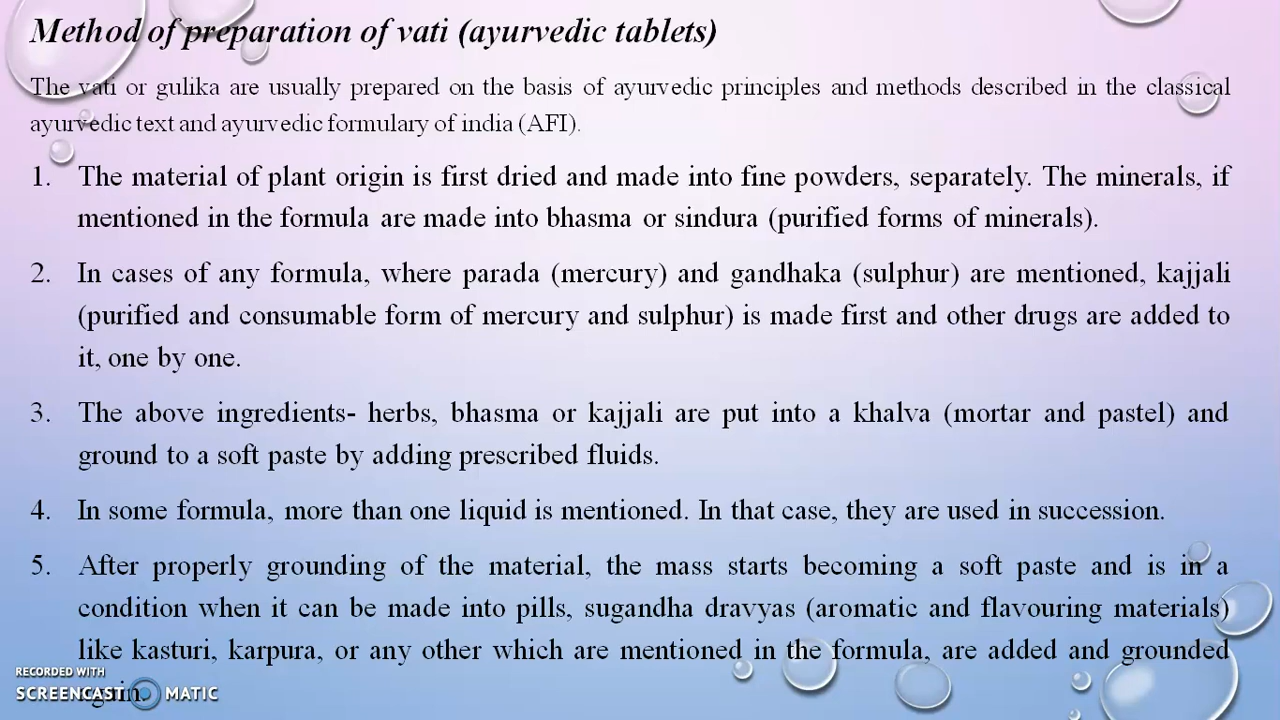 Method of preparation of vati (ayurvedic tablets)
The vati or gulika are usually prepared on the basis of ayurvedic principles and methods described in the classical
ayurvedic text and ayurvedic formulary of india (AFI).
1. The material of plant origin is first dried and made into fine powders, separately. The minerals, if
mentioned in the formula are made into bhasma or sindura (purified forms of minerals).
2. In cases of any formula, where parada (mercury) and gandhaka (sulphur) are mentioned, kajjali
(purified and consumable form of mercury and sulphur) is made first and other drugs are added to
it, one by one.
3. The above ingredients- herbs, bhasma or kajjali are put into a khalva (mortar and pastel) and
ground to a soft paste by adding prescribed fluids.
4. In some formula, more than one liquid is mentioned. In that case, they are used in succession.
5. After properly grounding of the material, the mass starts becoming a soft paste and is in a
condition when it can be made into pills, sugandha dravyas (aromatic and flavouring materials)
like kasturi, karpura, or any other which are mentioned in the formula, are added and grounded
again.
RECORDED WITH
SCREENCAST MATIC